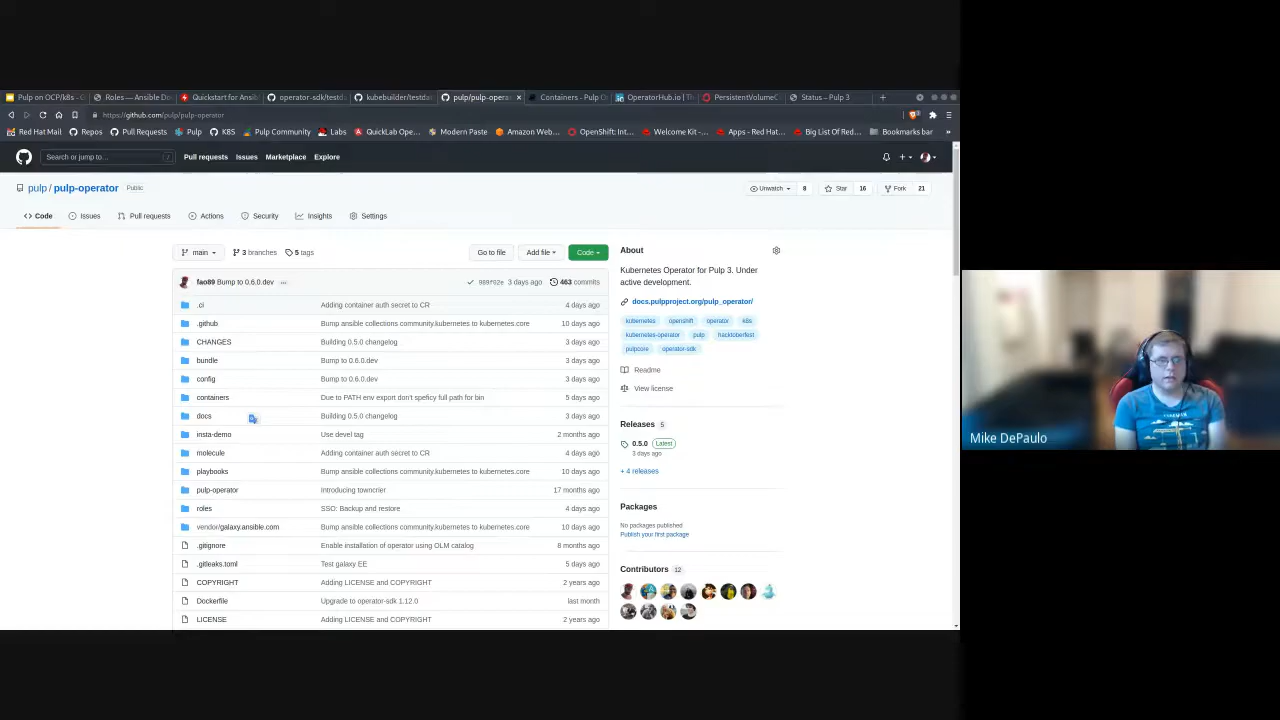 Pulp on OCP/k8s - G
Roles — Ansible Do
Quickstart for Ansib
operator-sdk/testda
kubebuilder/testda
pulp/pulp-opera
Containers - Pulp O
OperatorHub.io | Th
PersistentVolumeC
Status – Pulp 3
https://github.com/pulp/pulp-operator
Red Hat Mail
Repos
Pull Requests
Pulp
K8S
Pulp Community
Labs
QuickLab Ope...
Modern Paste
Amazon Web...
OpenShift: Int...
Welcome Kit -...
Apps - Red Hat...
Big List Of Red...
Bookmarks bar
»
Search or jump to...
/
Pull requests
Issues
Marketplace
Explore
pulp / pulp-operator
Public
Unwatch
8
Star
16
Fork
21
Code
Issues
Pull requests
Actions
Security
Insights
Settings
main
3 branches
5 tags
Go to file
Add file
Code
About
Kubernetes Operator for Pulp 3. Under
active development.
docs.pulpproject.org/pulp_operator/
kubernetes openshift operator k8s
kubernetes-operator pulp hacktoberfest
pulpcore operator-sdk
Readme
View license
Releases 5
0.5.0 Latest
3 days ago
+ 4 releases
Packages
No packages published
Publish your first package
Contributors 12
fao89 Bump to 0.6.0.dev ...
3 days ago
463 commits
.ci Adding container auth secret to CR 4 days ago
.github Bump ansible collections community.kubernetes to kubernetes.core 10 days ago
CHANGES Building 0.5.0 changelog 3 days ago
bundle Bump to 0.6.0.dev 3 days ago
config Bump to 0.6.0.dev 3 days ago
containers Due to PATH env export don't speficy full path for bin 5 days ago
docs Building 0.5.0 changelog 3 days ago
insta-demo Use devel tag 2 months ago
molecule Adding container auth secret to CR 4 days ago
playbooks Bump ansible collections community.kubernetes to kubernetes.core 10 days ago
pulp-operator Introducing towncrier 17 months ago
roles SSO: Backup and restore 4 days ago
vendor/galaxy.ansible.com Bump ansible collections community.kubernetes to kubernetes.core 10 days ago
.gitignore Enable installation of operator using OLM catalog 8 months ago
.gitleaks.toml Test galaxy EE 5 days ago
COPYRIGHT Adding LICENSE and COPYRIGHT 2 years ago
Dockerfile Upgrade to operator-sdk 1.12.0 last month
LICENSE Adding LICENSE and COPYRIGHT 2 years ago
Mike DePaulo